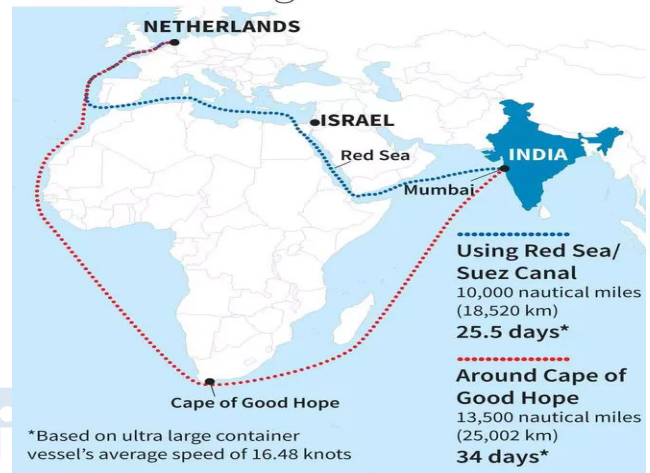 NETHERLANDS
ISRAEL
Red Sea
INDIA
Mumbai
Using Red Sea/
Suez Canal
10,000 nautical miles
(18,520 km)
25.5 days*
Around Cape of
Good Hope
13,500 nautical miles
(25,002 km)
34 days*
Cape of Good Hope
*Based on ultra large container
vessel's average speed of 16.48 knots